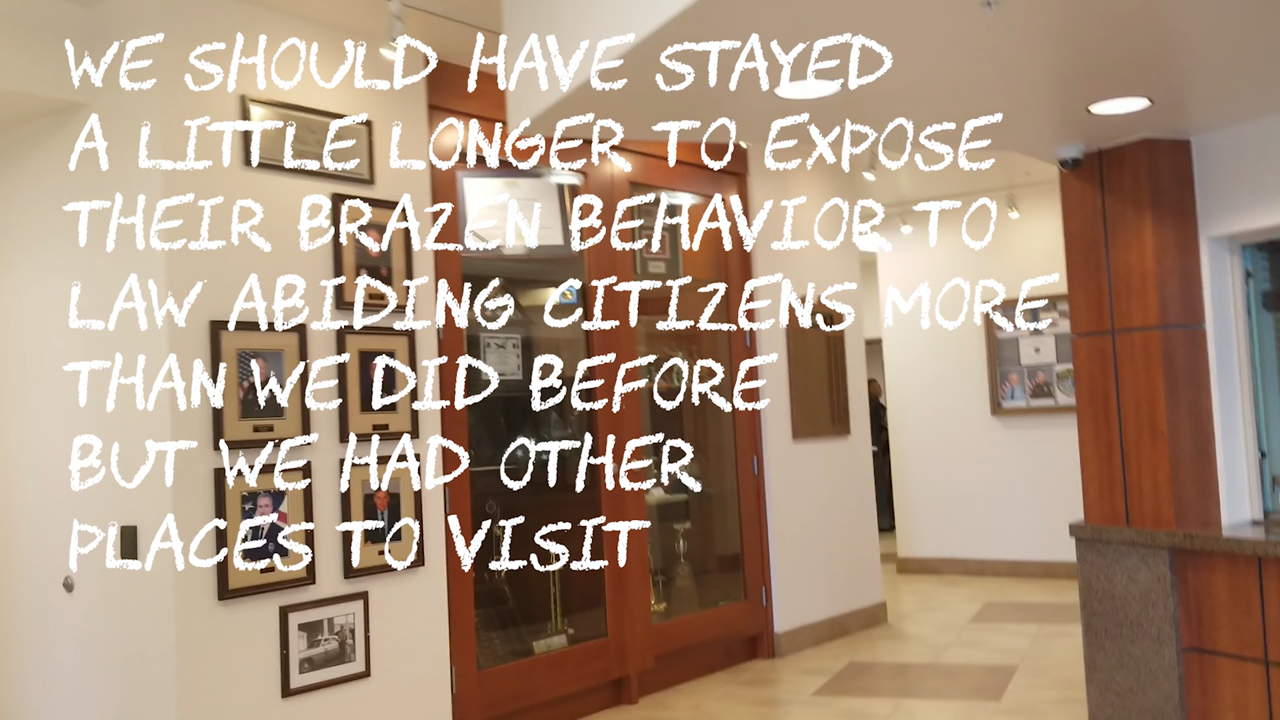 WE SHOULD HAVE STAYED
A LITTLE LONGER TO EXPOSE
THEIR BRAZEN BEHAVIOR TO
LAW ABIDING CITIZENS MORE
THAN WE DID BEFORE
BUT WE HAD OTHER
PLACES TO VISIT